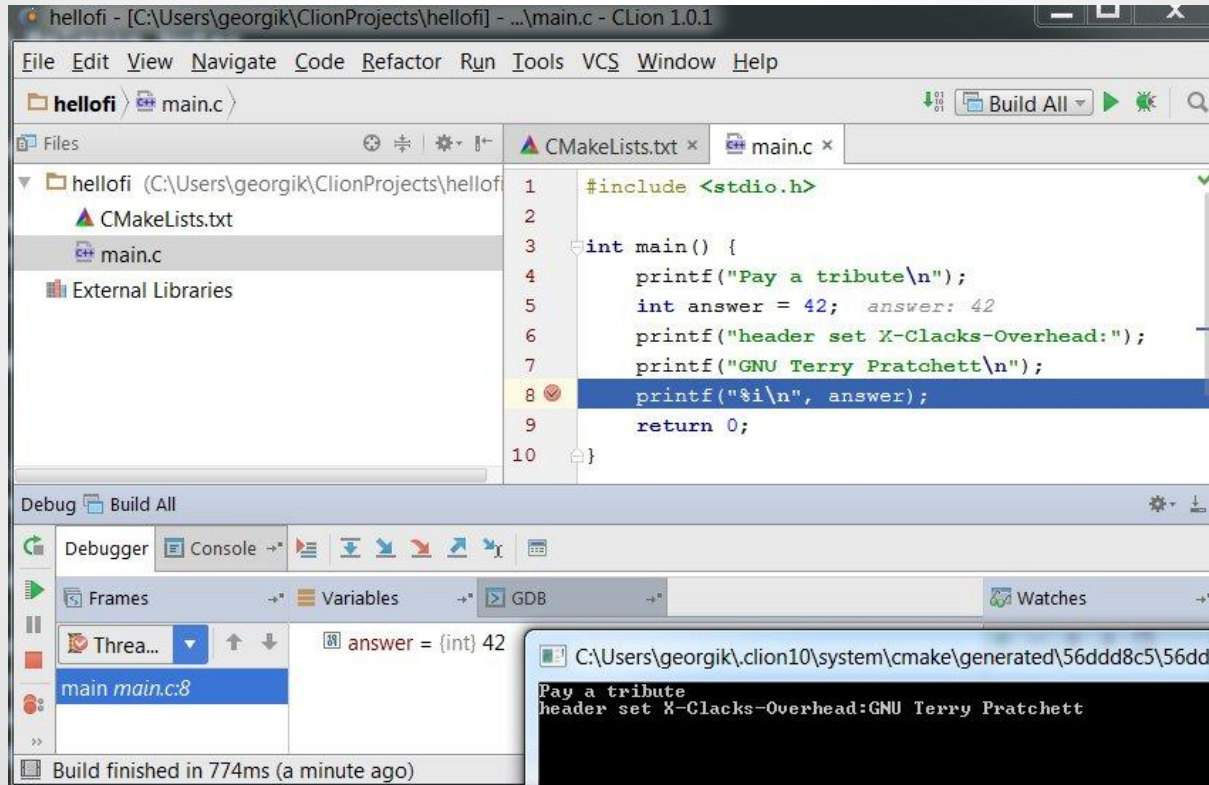 hellofi - [C:\Users\georgik\ClionProjects\hellofi] - ...\main.c - CLion 1.0.1
File Edit View Navigate Code Refactor Run Tools VCS Window Help
hellofi main.c
Build All
Files
hellofi (C:\Users\georgik\ClionProjects\hellofi
CMakeLists.txt
main.c
External Libraries
CMakeLists.txt × main.c ×
1 #include <stdio.h>
2
3 int main() {
4 printf("Pay a tribute\n");
5 int answer = 42; answer: 42
6 printf("header set X-Clacks-Overhead:");
7 printf("GNU Terry Pratchett\n");
8 printf("%i\n", answer);
9 return 0;
10 }
Debug Build All
Debugger Console
Frames Variables GDB Watches
Threa...
answer = {int} 42
main main.c:8
C:\Users\georgik\.clion10\system\cmake\generated\56ddd8c5\56dd
Pay a tribute
header set X-Clacks-Overhead:GNU Terry Pratchett
Build finished in 774ms (a minute ago)